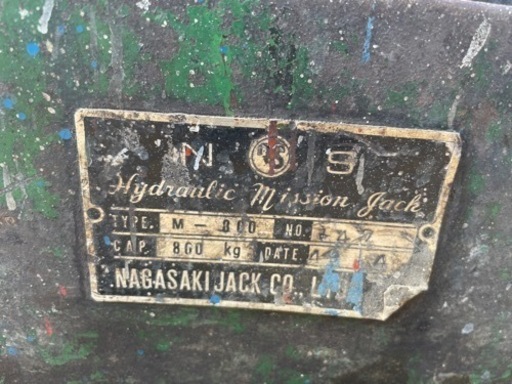 N S
Hydraulic Mission Jack
TYPE. M-800 NO.
CAP. 800 kg DATE.
NAGASAKI JACK CO.,